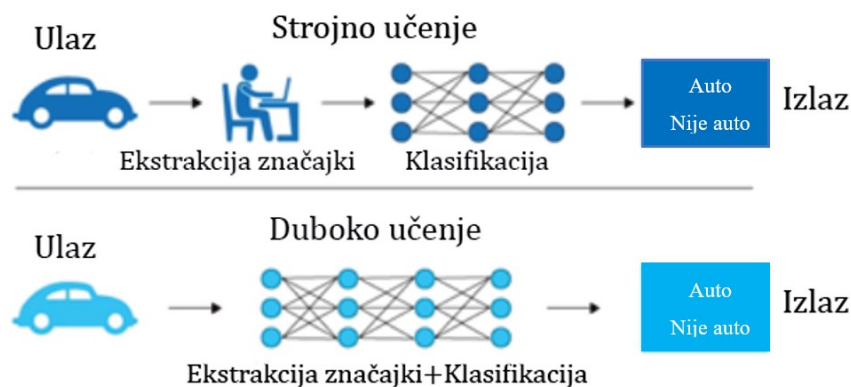 Ulaz
Strojno učenje
Auto
Nije auto
Izlaz
Ekstrakcija značajki
Klasifikacija
Ulaz
Duboko učenje
Auto
Nije auto
Izlaz
Ekstrakcija značajki+Klasifikacija